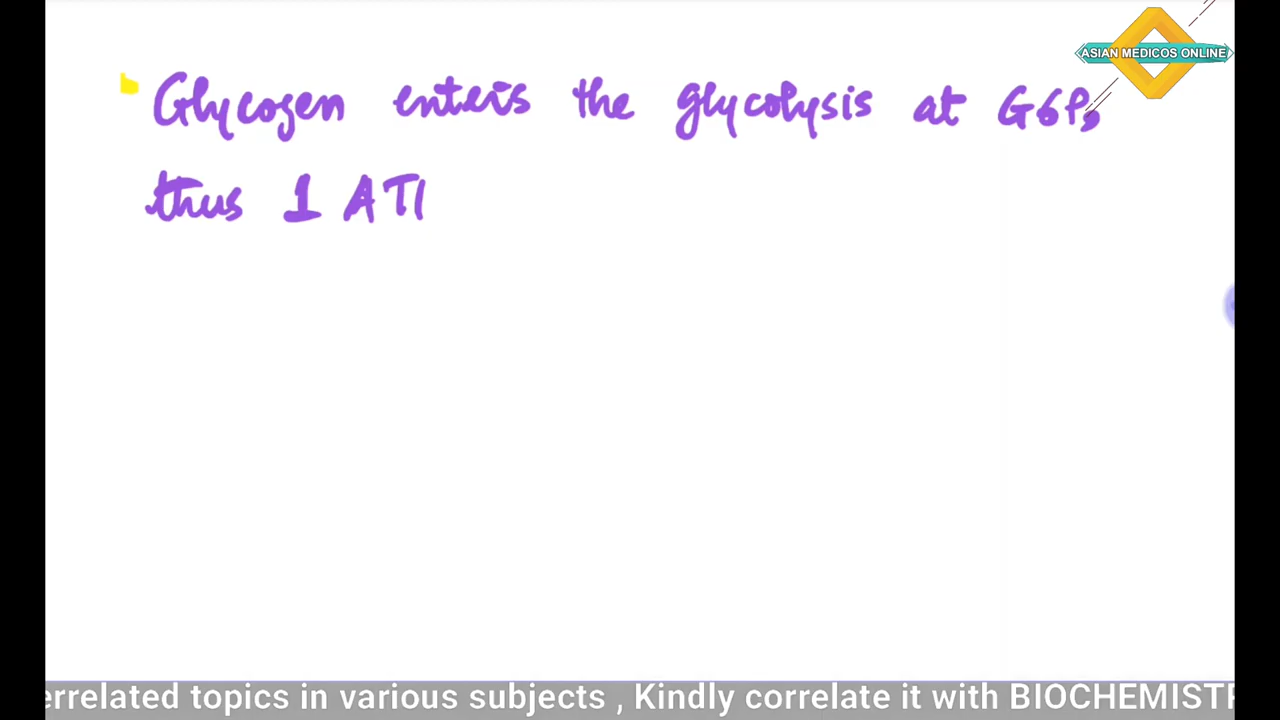 ASIAN MEDICOS ONLINE
Glycogen enters the glycolysis at G6P,
thus 1 AT
errelated topics in various subjects , Kindly correlate it with BIOCHEMISTR